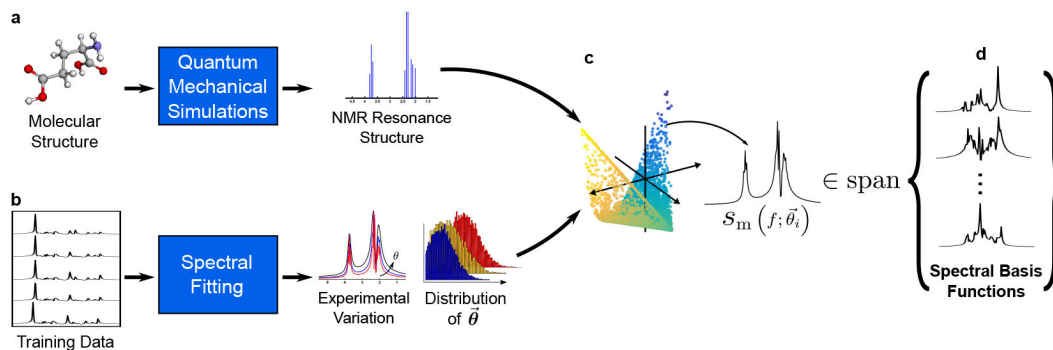 a
Molecular
Structure
Quantum
Mechanical
Simulations
NMR Resonance
Structure
b
Training Data
Spectral
Fitting
θ
Experimental
Variation
Distribution
of θ⃗
c
s_m (f; θ⃗_i)
∈ span
d
Spectral Basis
Functions